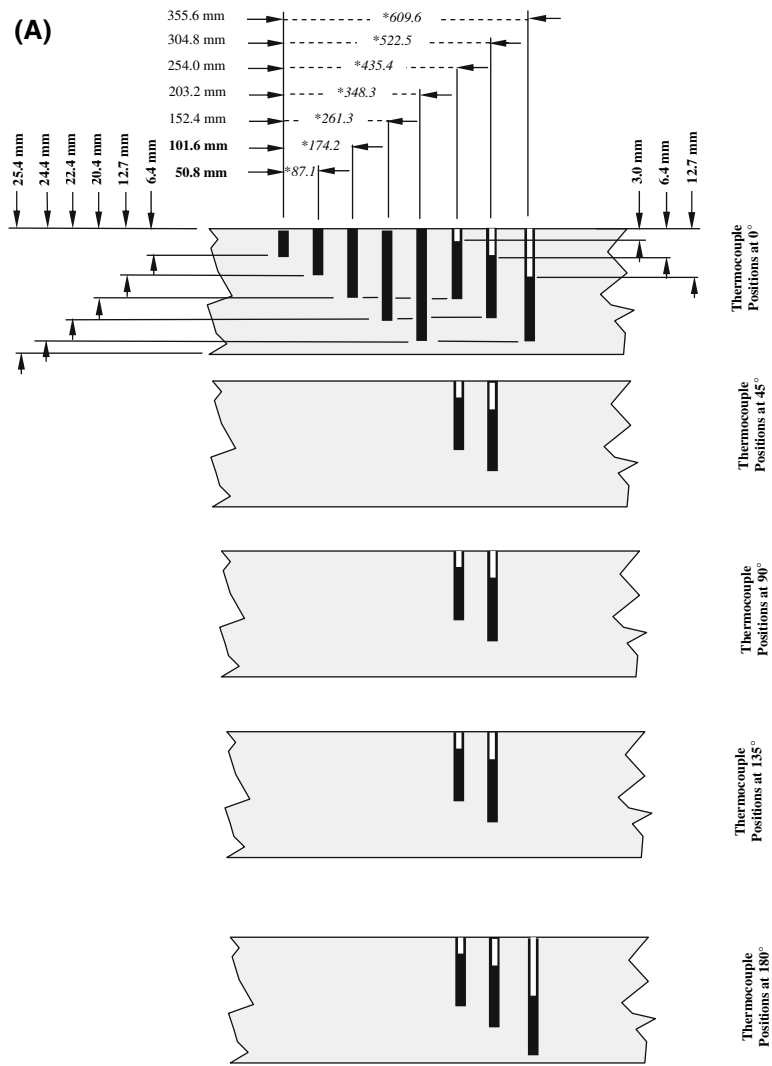 (A)
355.6 mm
*609.6
304.8 mm
*522.5
254.0 mm
*435.4
203.2 mm
*348.3
152.4 mm
*261.3
101.6 mm
*174.2
50.8 mm
*87.1
25.4 mm
24.4 mm
22.4 mm
20.4 mm
12.7 mm
6.4 mm
3.0 mm
6.4 mm
12.7 mm
Thermocouple
Positions at 0°
Thermocouple
Positions at 45°
Thermocouple
Positions at 90°
Thermocouple
Positions at 135°
Thermocouple
Positions at 180°